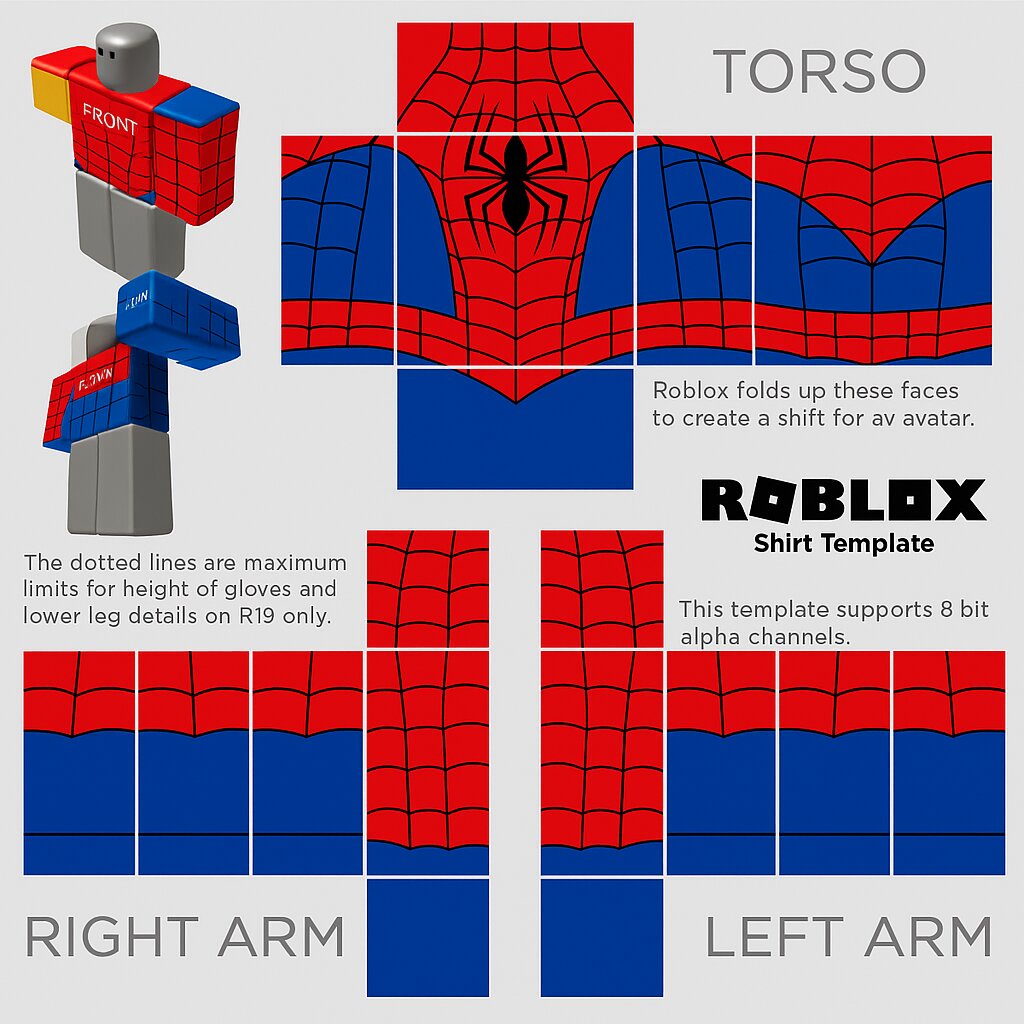 TORSO
FRONT
Roblox folds up these faces
to create a shift for av avatar.
ROBLOX
Shirt Template
The dotted lines are maximum
limits for height of gloves and
lower leg details on R19 only.
This template supports 8 bit
alpha channels.
RIGHT ARM
LEFT ARM